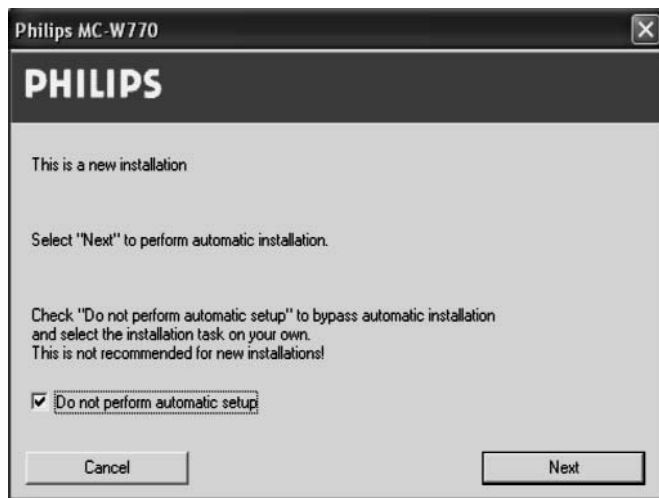 Philips MC-W770
PHILIPS
This is a new installation
Select "Next" to perform automatic installation.
Check "Do not perform automatic setup" to bypass automatic installation
and select the installation task on your own.
This is not recommended for new installations!
Do not perform automatic setup
Cancel
Next